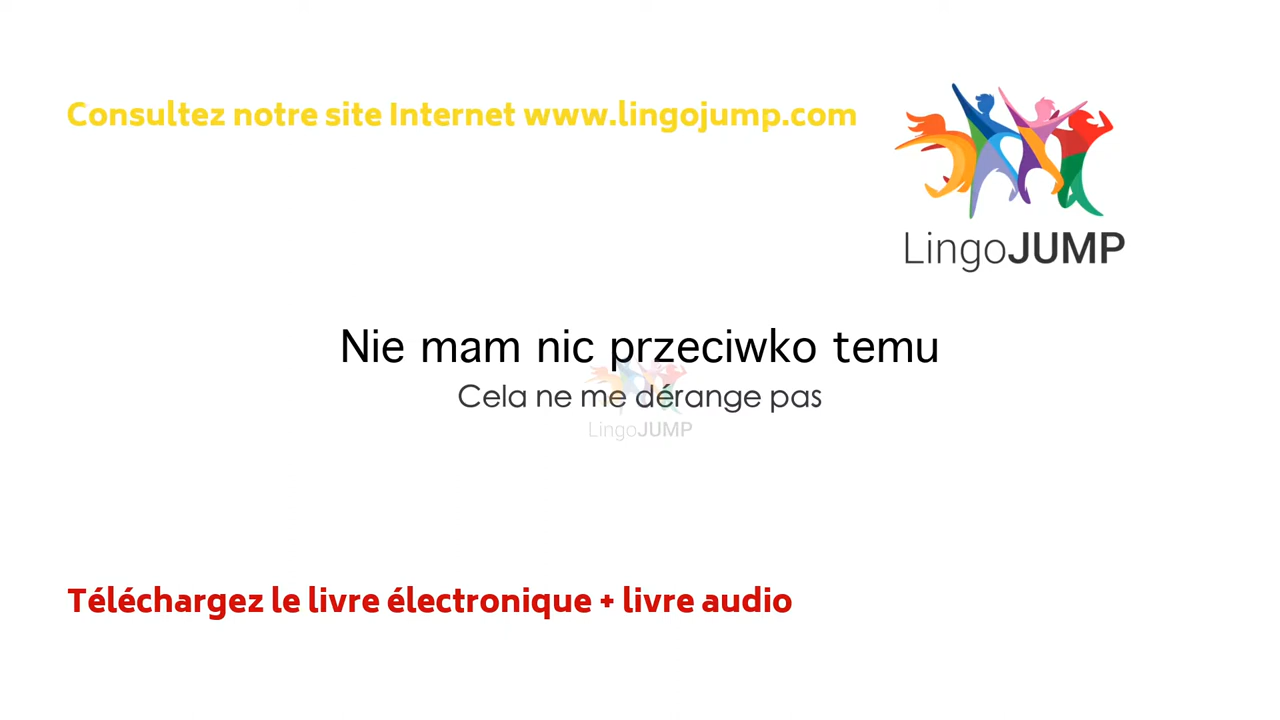 Consultez notre site Internet www.lingojump.com
LingoJUMP
Nie mam nic przeciwko temu
Cela ne me dérange pas
LingoJUMP
Téléchargez le livre électronique + livre audio